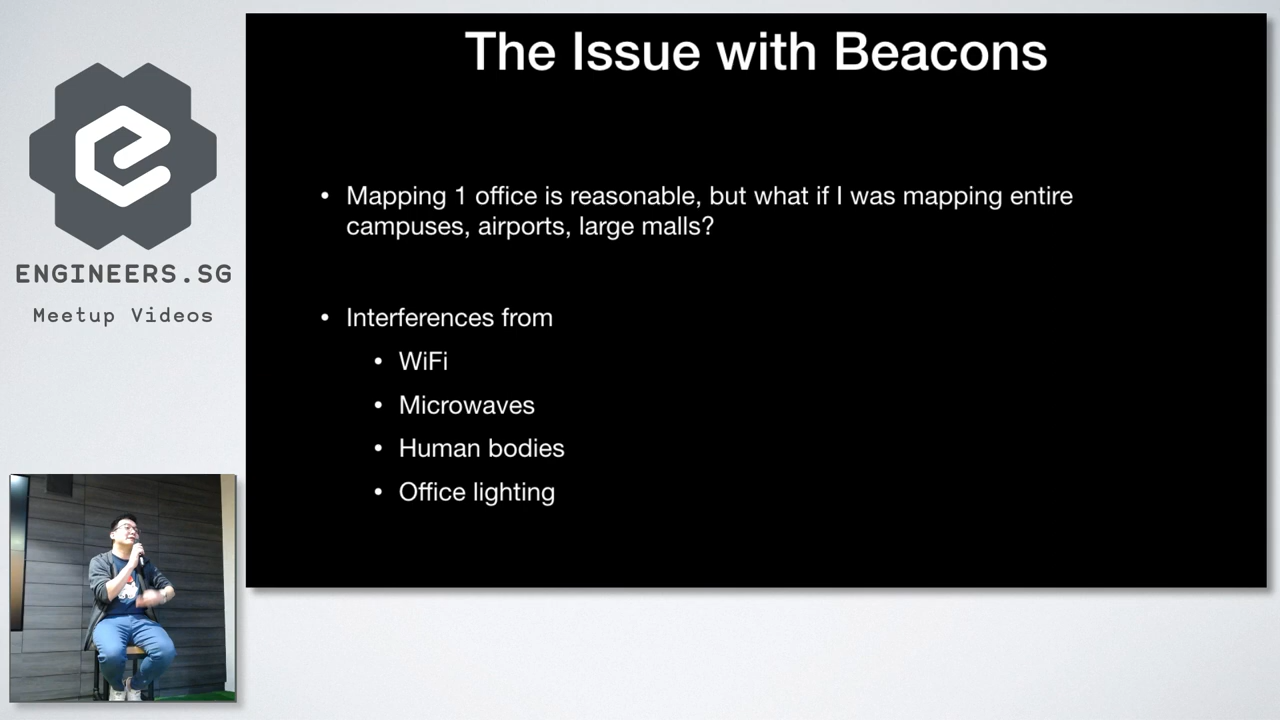 The Issue with Beacons
• Mapping 1 office is reasonable, but what if I was mapping entire
campuses, airports, large malls?
• Interferences from
• WiFi
• Microwaves
• Human bodies
• Office lighting
ENGINEERS.SG
Meetup Videos